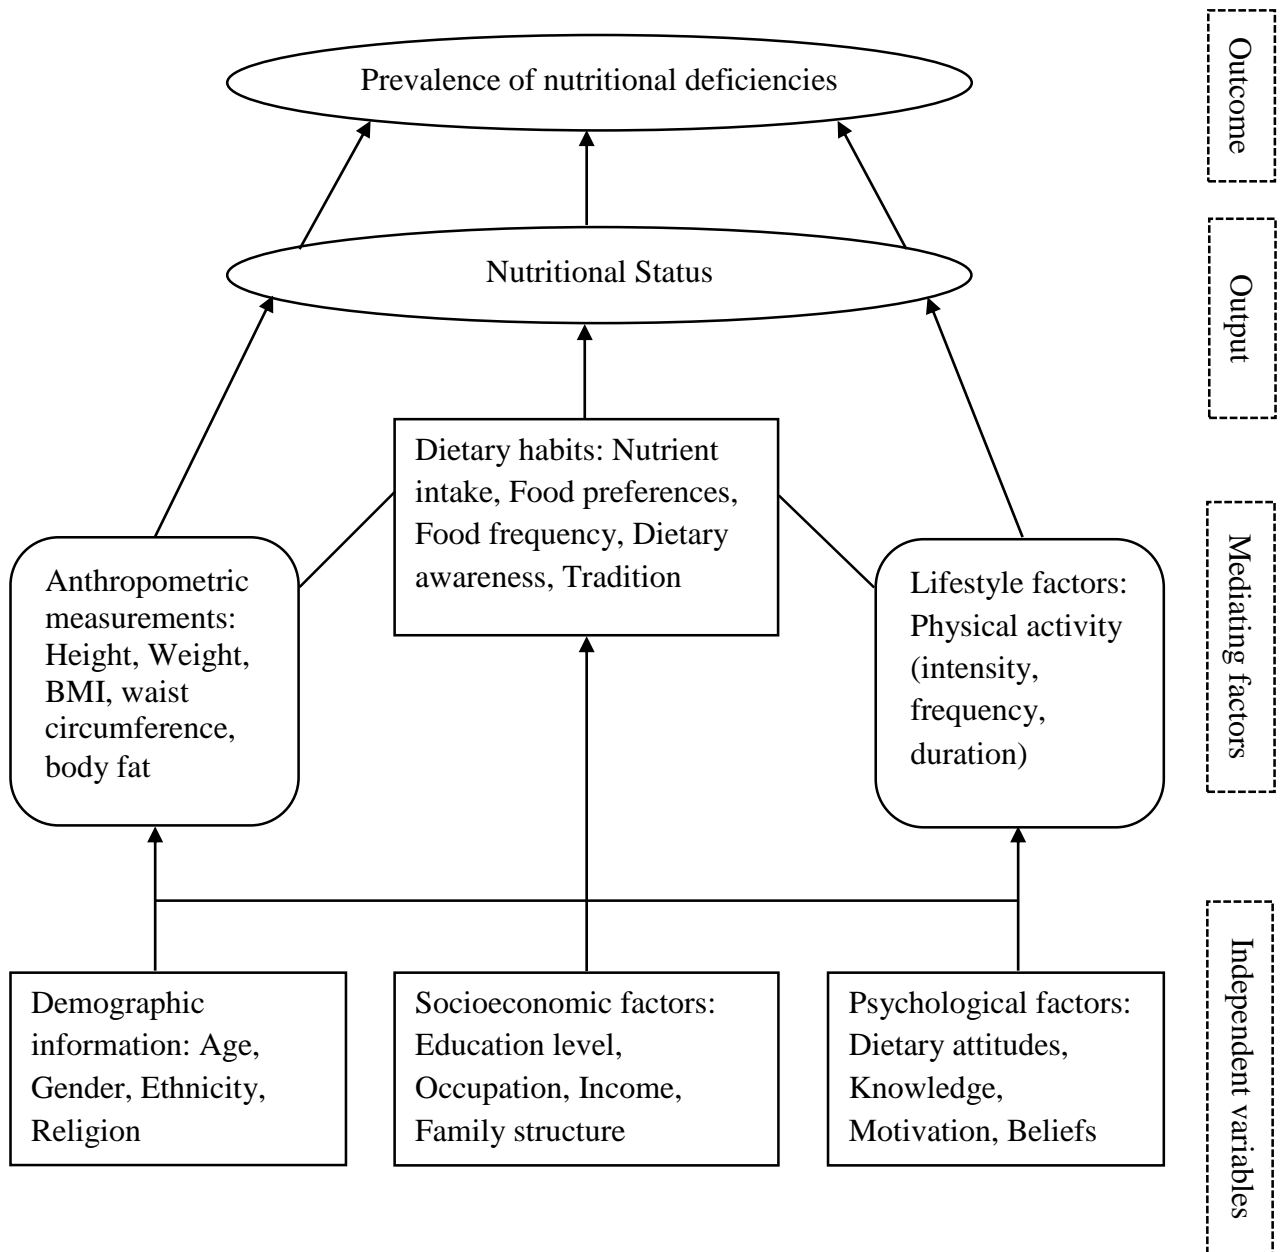 Prevalence of nutritional deficiencies
Outcome
Nutritional Status
Output
Dietary habits: Nutrient
intake, Food preferences,
Food frequency, Dietary
awareness, Tradition
Anthropometric
measurements:
Height, Weight,
BMI, waist
circumference,
body fat
Lifestyle factors:
Physical activity
(intensity,
frequency,
duration)
Mediating factors
Demographic
information: Age,
Gender, Ethnicity,
Religion
Socioeconomic factors:
Education level,
Occupation, Income,
Family structure
Psychological factors:
Dietary attitudes,
Knowledge,
Motivation, Beliefs
Independent variables